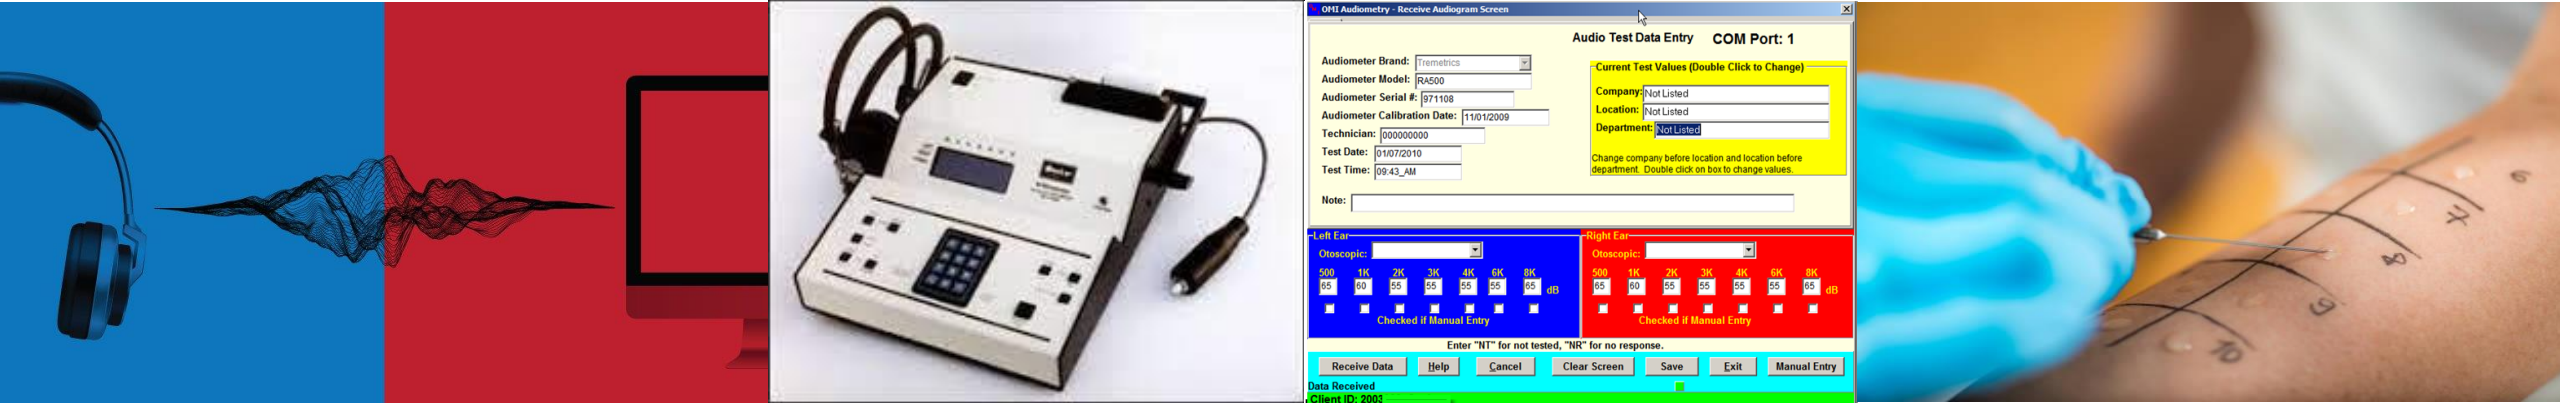 OMI Audiometry - Receive Audiogram Screen
Audio Test Data Entry COM Port: 1
Audiometer Brand: Tremetrics
Audiometer Model: RA500
Audiometer Serial #: 971108
Audiometer Calibration Date: 11/01/2009
Technician: 000000000
Test Date: 01/07/2010
Test Time: 09:43_AM
Note:
Current Test Values (Double Click to Change)
Company: Not Listed
Location: Not Listed
Department: Not Listed
Change company before location and location before
department. Double click on box to change values.
Left Ear
Otoscopic:
500 1K 2K 3K 4K 6K 8K
65 60 55 55 55 55 65 dB
Checked if Manual Entry
Right Ear
Otoscopic:
500 1K 2K 3K 4K 6K 8K
65 60 55 55 55 55 65 dB
Checked if Manual Entry
Enter "NT" for not tested, "NR" for no response.
Receive Data Help Cancel Clear Screen Save Exit Manual Entry
Data Received
Client ID: 2003
6
7
8
9
10